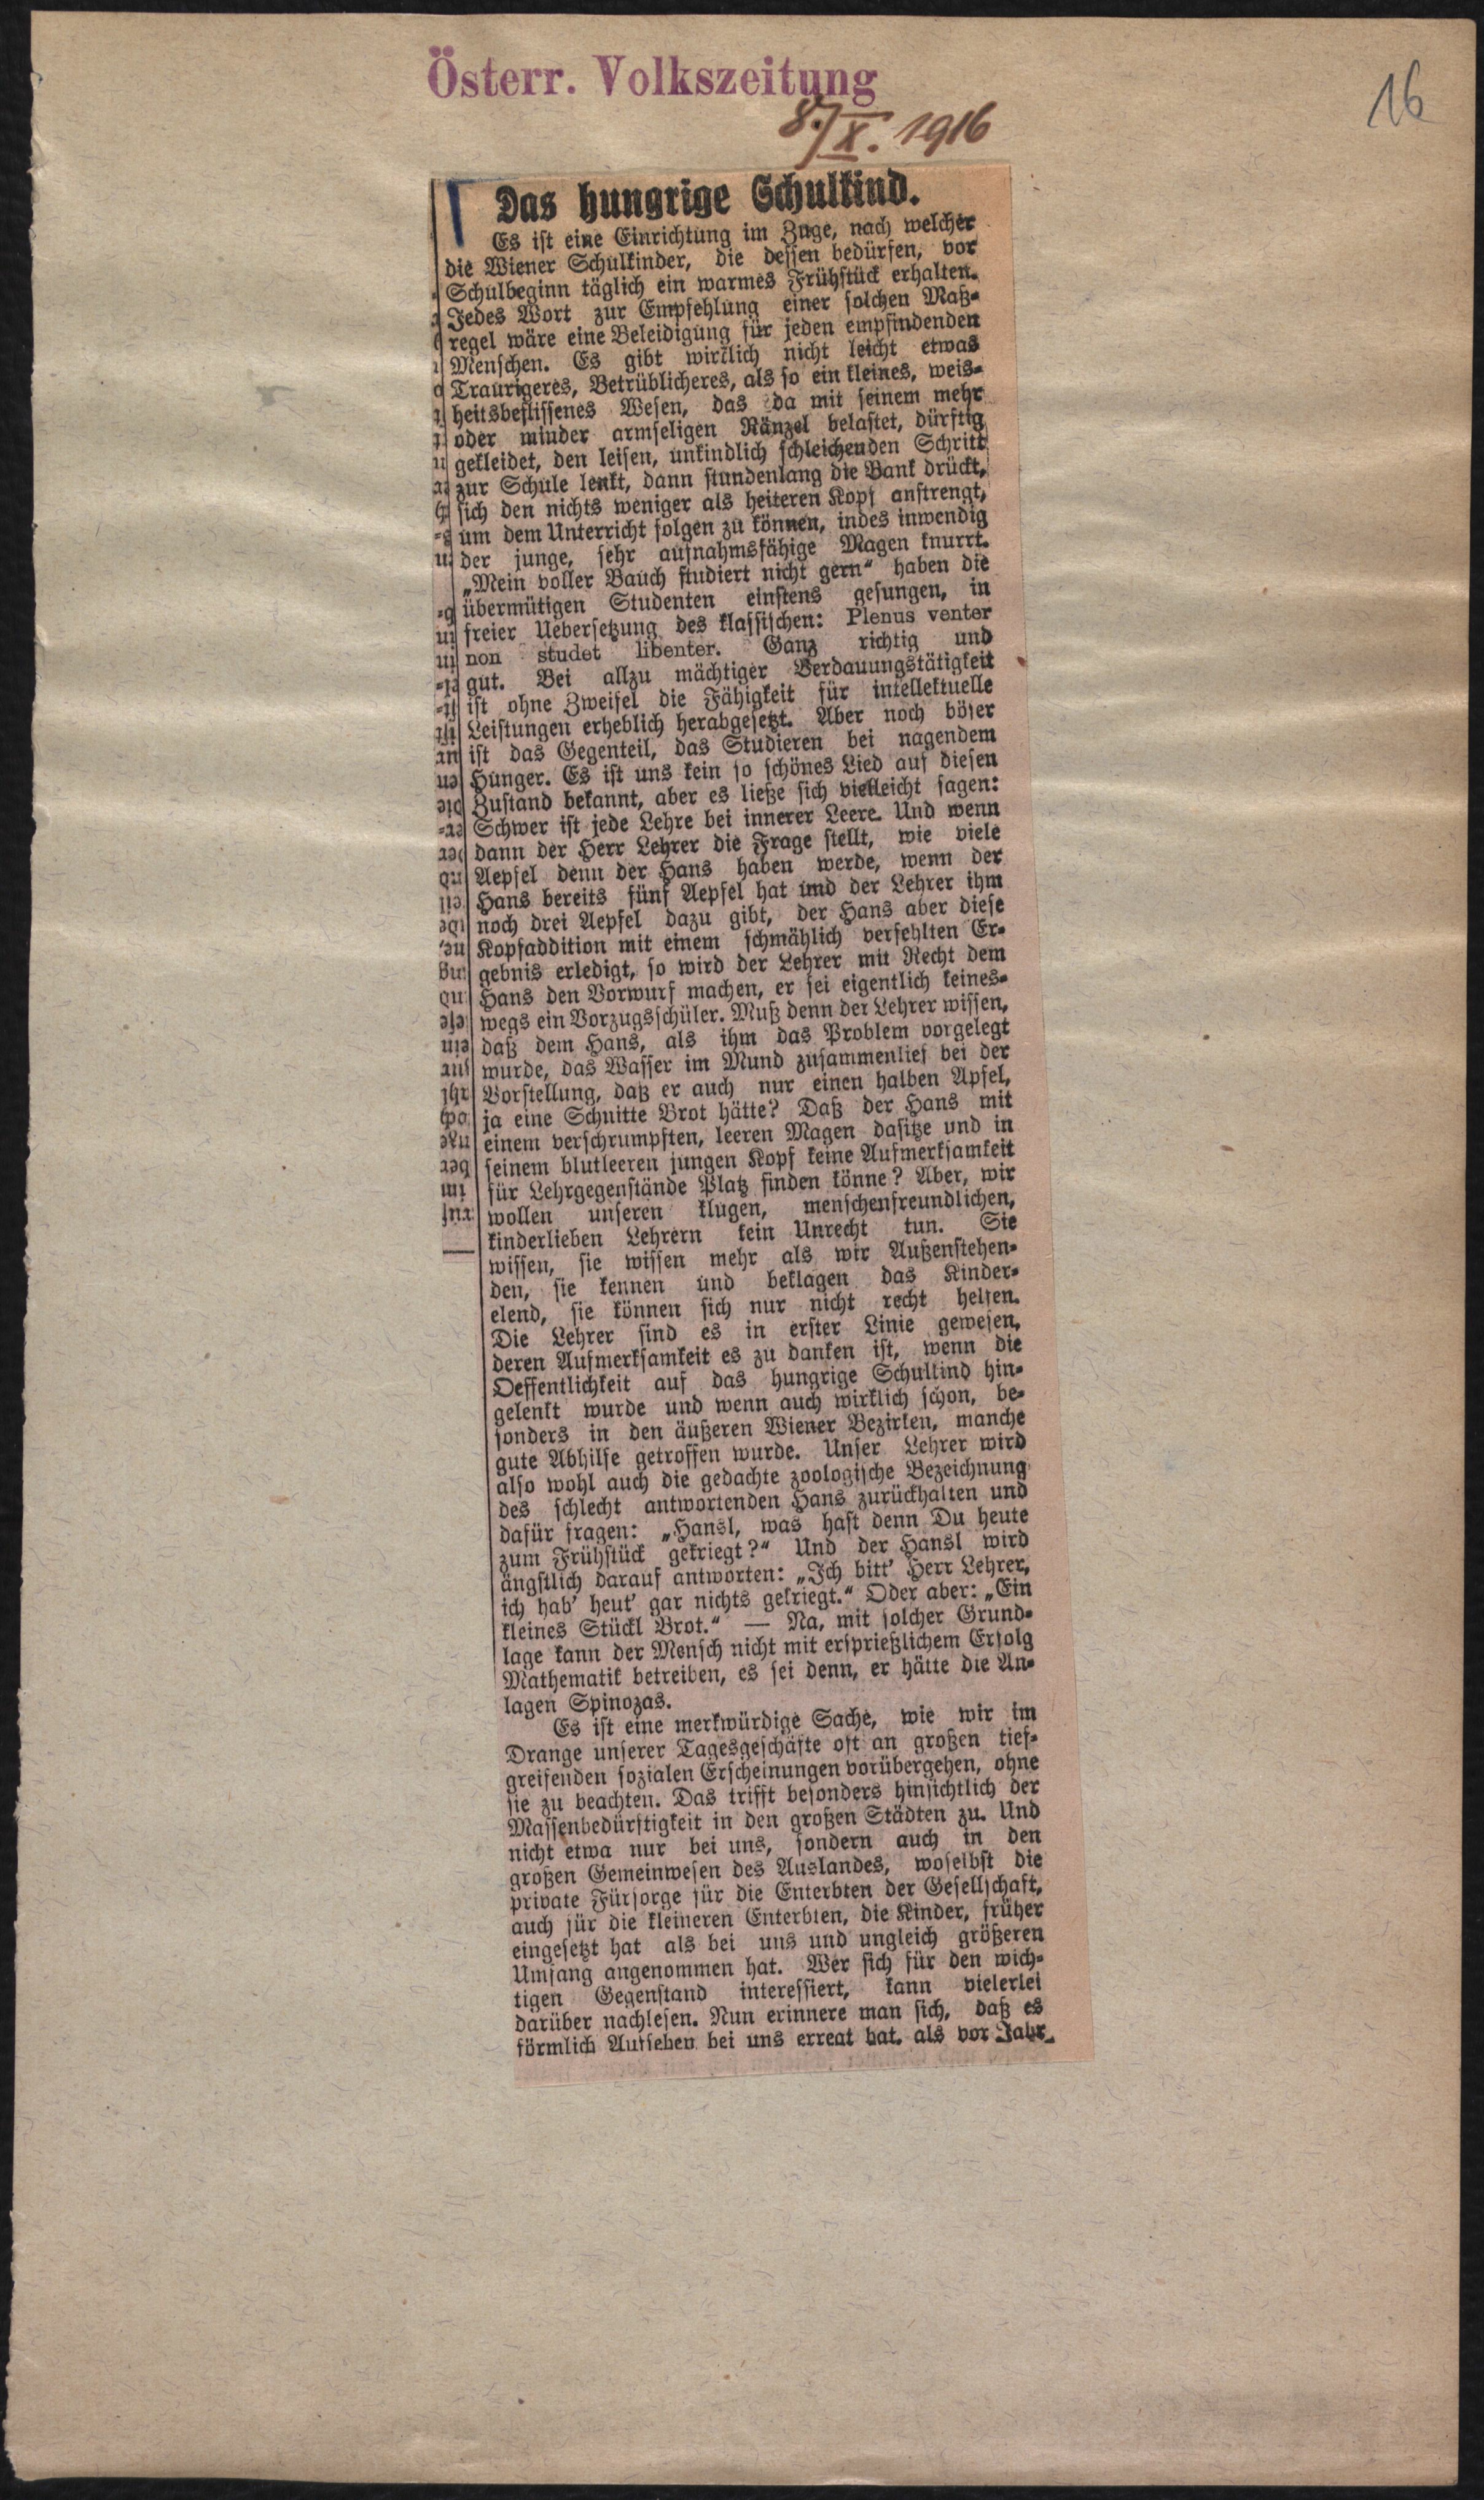 Österr. Volkszeitung
16
8./X. 1916
Das hungrige Schulkind.
Es ist eine Einrichtung im Zuge, nach welcher
die Wiener Schulkinder, die dessen bedürfen, vor
Schulbeginn täglich ein warmes Frühstück erhalten.
Jedes Wort zur Empfehlung einer solchen Maß-
regel wäre eine Beleidigung für jeden empfindenden
Menschen. Es gibt wirklich nicht leicht etwas
Traurigeres, Betrüblicheres, als so ein kleines, weis-
heitsbeflissenes Wesen, das da mit seinem mehr
oder minder armseligen Ränzel belastet, dürftig
gekleidet, den leisen, unkindlich schleichenden Schritt
zur Schule lenkt, dann stundenlang die Bank drückt,
sich den nichts weniger als heiteren Kopf anstrengt,
um dem Unterricht folgen zu können, indes inwendig
der junge, sehr aufnahmsfähige Magen knurrt.
„Mein voller Bauch studiert nicht gern“ haben die
übermütigen Studenten einstens gesungen, in
freier Uebersetzung des klassischen: Plenus venter
non studet libenter. Ganz richtig und
gut. Bei allzu mächtiger Verdauungstätigkeit
ist ohne Zweifel die Fähigkeit für intellektuelle
Leistungen erheblich herabgesetzt. Aber noch böser
ist das Gegenteil, das Studieren bei nagendem
Hunger. Es ist uns kein so schönes Lied auf diesen
Zustand bekannt, aber es ließe sich vielleicht sagen:
Schwer ist jede Lehre bei innerer Leere. Und wenn
dann der Herr Lehrer die Frage stellt, wie viele
Aepfel denn der Hans haben werde, wenn der
Hans bereits fünf Aepfel hat und der Lehrer ihm
noch drei Aepfel dazu gibt, der Hans aber diese
Kopfaddition mit einem schmählich verfehlten Er-
gebnis erledigt, so wird der Lehrer mit Recht dem
Hans den Vorwurf machen, er sei eigentlich keines-
wegs ein Vorzugsschüler. Muß denn der Lehrer wissen,
daß dem Hans, als ihm das Problem vorgelegt
wurde, das Wasser im Mund zusammenlief bei der
Vorstellung, daß er auch nur einen halben Apfel,
ja eine Schnitte Brot hätte? Daß der Hans mit
einem verschrumpften, leeren Magen dasitze und in
seinem blutleeren jungen Kopf keine Aufmerksamkeit
für Lehrgegenstände Platz finden könne? Aber, wir
wollen unseren klugen, menschenfreundlichen,
kinderlieben Lehrern kein Unrecht tun. Sie
wissen, sie wissen mehr als wir Außenstehen-
den, sie kennen und beklagen das Kinder-
elend, sie können sich nur nicht recht helfen.
Die Lehrer sind es in erster Linie gewesen,
deren Aufmerksamkeit es zu danken ist, wenn die
Oeffentlichkeit auf das hungrige Schulkind hin-
gelenkt wurde und wenn auch wirklich schon, be-
sonders in den äußeren Wiener Bezirken, manche
gute Abhilfe getroffen wurde. Unser Lehrer wird
also wohl auch die gedachte zoologische Bezeichnung
des schlecht antwortenden Hans zurückhalten und
dafür fragen: „Hansl, was hast denn Du heute
zum Frühstück gekriegt?“ Und der Hansl wird
ängstlich darauf antworten: „Ich bitt' Herr Lehrer,
ich hab' heut' gar nichts gekriegt.“ Oder aber: „Ein
kleines Stückl Brot.“ — Na, mit solcher Grund-
lage kann der Mensch nicht mit ersprießlichem Erfolg
Mathematik betreiben, es sei denn, er hätte die An-
lagen Spinozas.
Es ist eine merkwürdige Sache, wie wir im
Drange unserer Tagesgeschäfte oft an großen tief-
greifenden sozialen Erscheinungen vorübergehen, ohne
sie zu beachten. Das trifft besonders hinsichtlich der
Massenbedürftigkeit in den großen Städten zu. Und
nicht etwa nur bei uns, sondern auch in den
großen Gemeinwesen des Auslandes, woselbst die
private Fürsorge für die Enterbten der Gesellschaft,
auch für die kleineren Enterbten, die Kinder, früher
eingesetzt hat als bei uns und ungleich größeren
Umfang angenommen hat. Wer sich für den wich-
tigen Gegenstand interessiert, kann vielerlei
darüber nachlesen. Nun erinnere man sich, daß es
förmlich Aufsehen bei uns erregt hat, als vor Jahr-